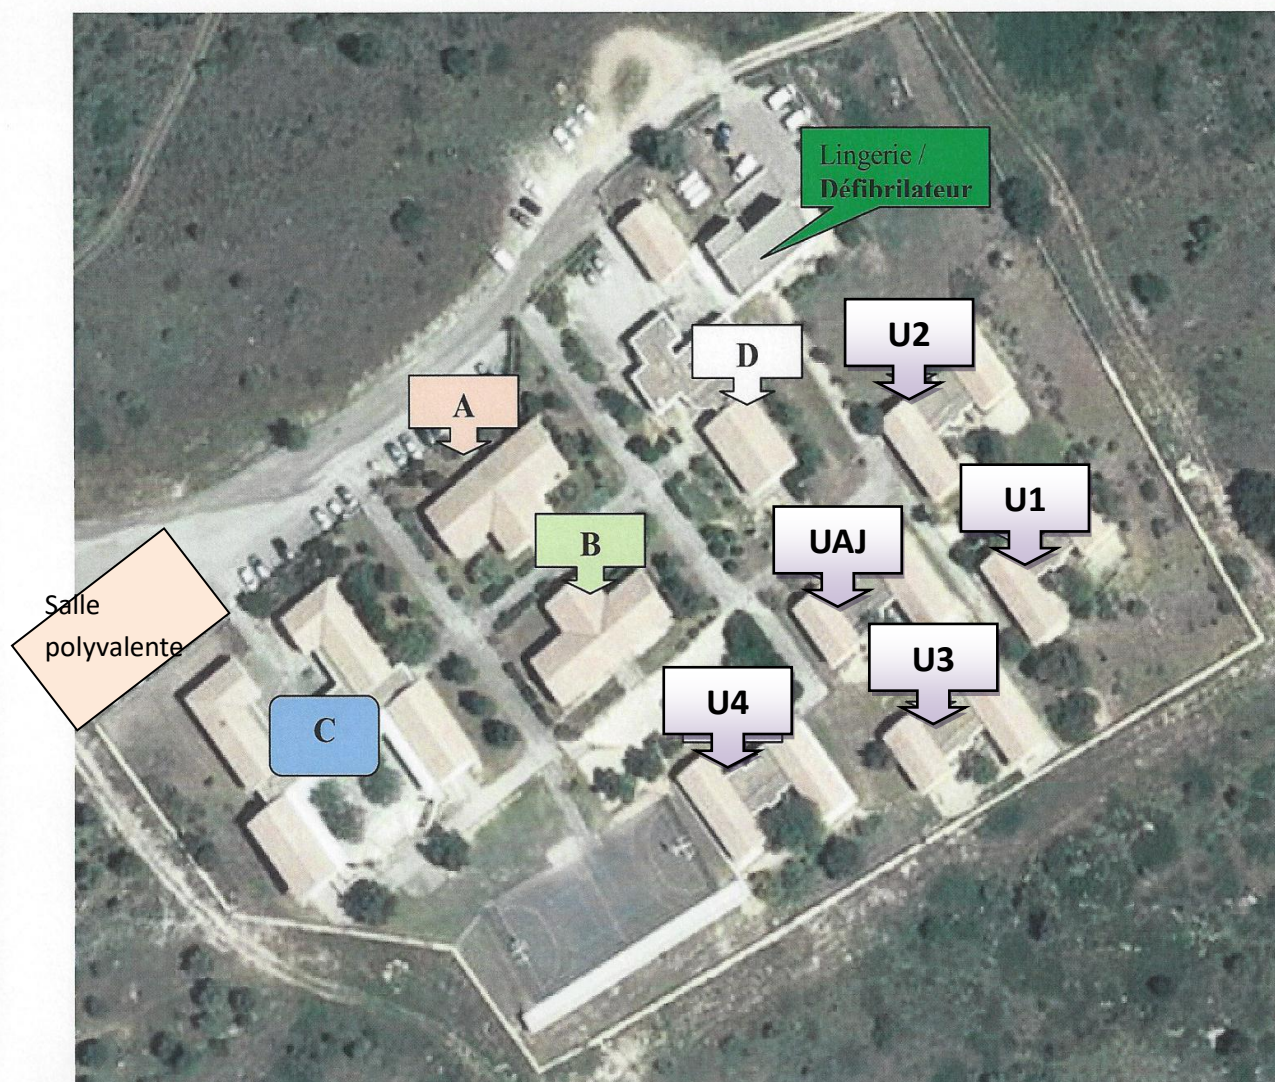 Lingerie /
Défibrilateur
U2
D
A
U1
UAJ
B
Salle
polyvalente
U3
U4
C